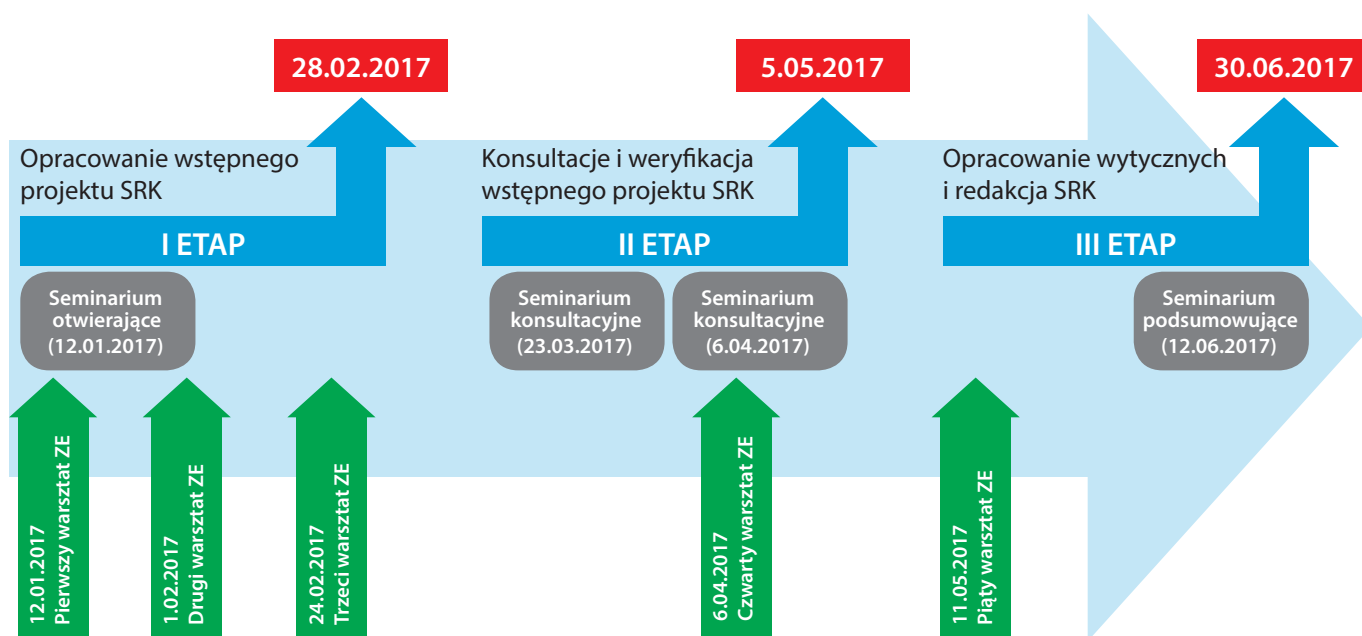 28.02.2017
5.05.2017
30.06.2017
Opracowanie wstępnego
projektu SRK
Konsultacje i weryfikacja
wstępnego projektu SRK
Opracowanie wytycznych
i redakcja SRK
I ETAP
II ETAP
III ETAP
Seminarium
otwierające
(12.01.2017)
Seminarium
konsultacyjne
(23.03.2017)
Seminarium
konsultacyjne
(6.04.2017)
Seminarium
podsumowujące
(12.06.2017)
12.01.2017
Pierwszy warsztat ZE
1.02.2017
Drugi warsztat ZE
24.02.2017
Trzeci warsztat ZE
6.04.2017
Czwarty warsztat ZE
11.05.2017
Piąty warsztat ZE